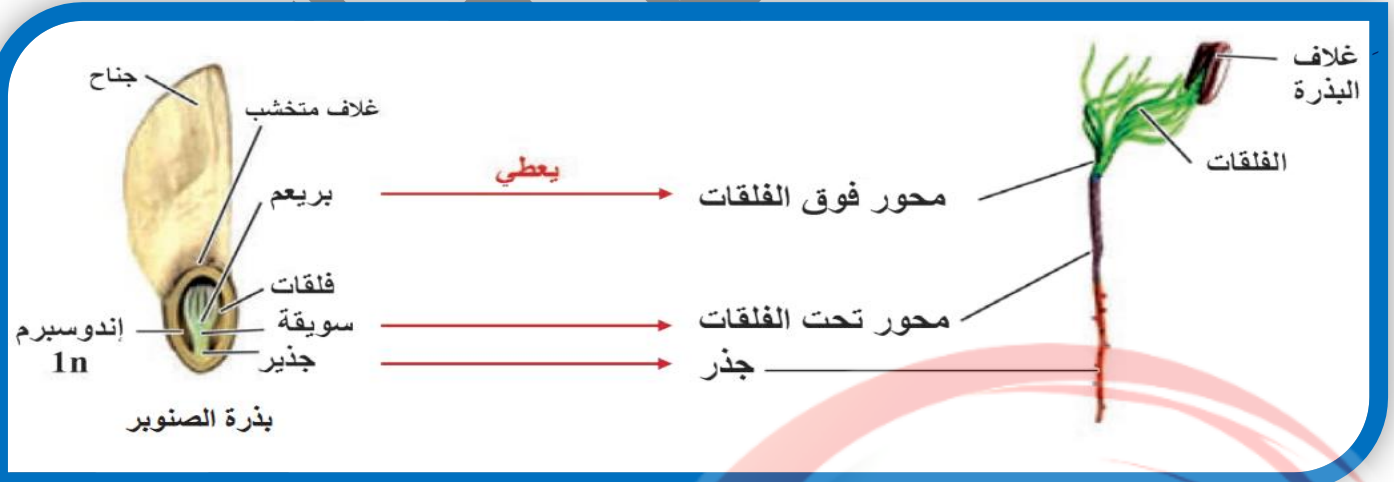 جناح
غلاف متخشب
بريعم
فلقات
سويقة
جذير
إندوسبرم
1n
بذرة الصنوبر
يعطي
محور فوق الفلقات
محور تحت الفلقات
جذر
غلاف
البذرة
الفلقات